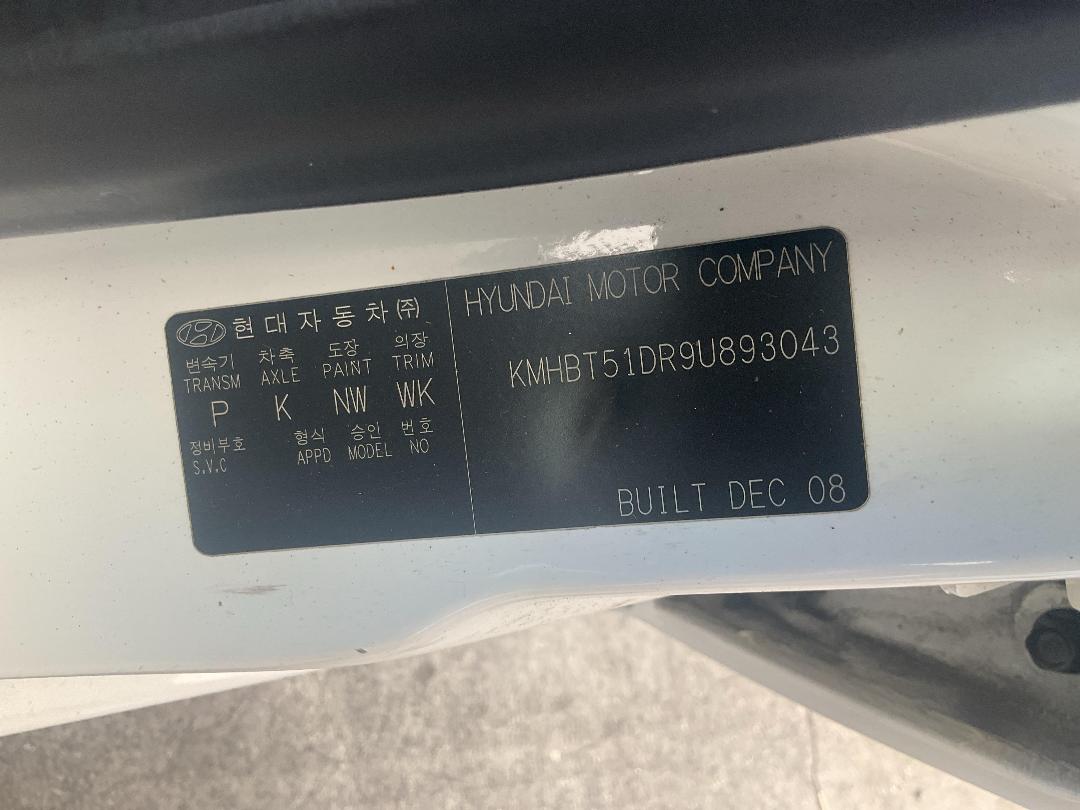 현대자동차㈜
변속기 차축 도장 의장
TRANSM AXLE PAINT TRIM
P K NW WK
정비부호 형식 승인 번호
S.V.C APPD MODEL NO
HYUNDAI MOTOR COMPANY
KMHBT51DR9U893043
BUILT DEC 08